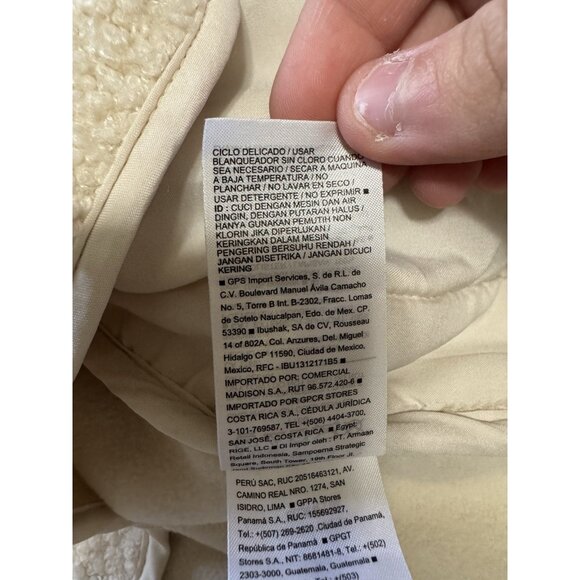 CICLO DELICADO / USAR
BLANQUEADOR SIN CLORO CUANDO
SEA NECESARIO / SECAR A MAQUINA
A BAJA TEMPERATURA / NO
PLANCHAR / NO LAVAR EN SECO /
USAR DETERGENTE / NO EXPRIMIR ■
ID : CUCI DENGAN MESIN DAN AIR
DINGIN, DENGAN PUTARAN HALUS /
HANYA GUNAKAN PEMUTIH NON
KLORIN JIKA DIPERLUKAN /
KERINGKAN DALAM MESIN
PENGERING BERSUHU RENDAH /
JANGAN DISETRIKA / JANGAN DICUCI
KERING
■ GPS Import Services, S. de R.L. de
C.V. Boulevard Manuel Ávila Camacho
No. 5, Torre B Int. B-2302, Fracc. Lomas
de Sotelo Naucalpan, Edo. de Mex. CP.
53390 ■ Ibushak, SA de CV, Rousseau
14 of 802A, Col. Anzures, Del. Miguel
Hidalgo CP 11590, Ciudad de Mexico,
Mexico, RFC - IBU1312171B5 ■
IMPORTADO POR: COMERCIAL
MADISON S.A., RUT 96.572.420-6 ■
IMPORTADO POR GPCR STORES
COSTA RICA S.A., CÉDULA JURÍDICA
3-101-769587, TEL +(506) 4404-3700.
SAN JOSÉ, COSTA RICA ■ Egypt:
RIGE, LLC ■ Di impor oleh : PT. Armaan
Retail Indonesia, Sampoerna Strategic
Square, South Tower, 19th Floor Jl.
PERÚ SAC, RUC 20516463121, AV.
CAMINO REAL NRO. 1274, SAN
ISIDRO, LIMA ■ GPPA Stores
Panamá S.A., RUC: 155692927,
Tel.: +(507) 269-2620, Panamá,
República de Panamá ■ GPGT
Stores S.A., NIT: 8681481-8, +(502)
2303-3000, Guatemala, Guatemala ■
+(503)